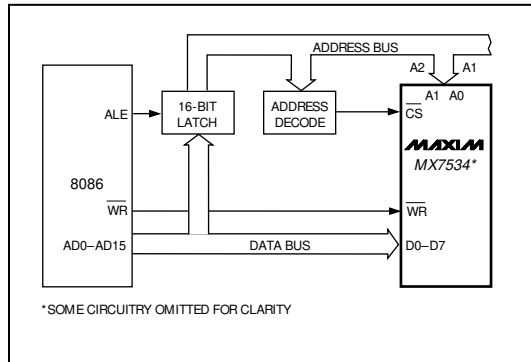 ADDRESS BUS
A2
A1
ALE
16-BIT
LATCH
ADDRESS
DECODE
A1 A0
CS
MAXIM
MX7534*
8086
WR
WR
AD0–AD15
DATA BUS
D0–D7
*SOME CIRCUITRY OMITTED FOR CLARITY